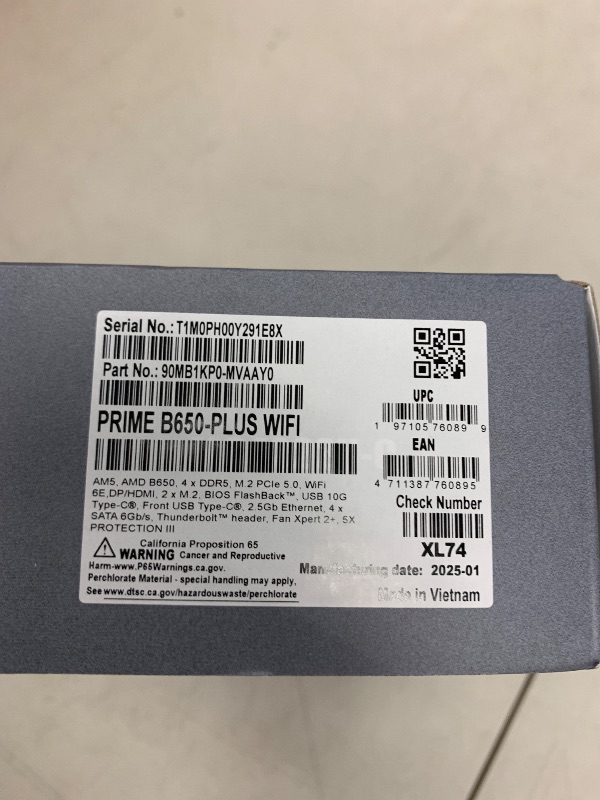 Serial No.: T1M0PH00Y291E8X
Part No.: 90MB1KP0-MVAAY0
PRIME B650-PLUS WIFI
AM5, AMD B650, 4 x DDR5, M.2 PCIe 5.0, WiFi
6E,DP/HDMI, 2 x M.2, BIOS FlashBack™, USB 10G
Type-C®, Front USB Type-C®, 2.5Gb Ethernet, 4 x
SATA 6Gb/s, Thunderbolt™ header, Fan Xpert 2+, 5X
PROTECTION III
California Proposition 65
WARNING Cancer and Reproductive
Harm-www.P65Warnings.ca.gov.
Perchlorate Material - special handling may apply,
See www.dtsc.ca.gov/hazardouswaste/perchlorate
UPC
1 97105 76089 9
EAN
4 711387 760895
Check Number
XL74
Manufacturing date: 2025-01
Made in Vietnam